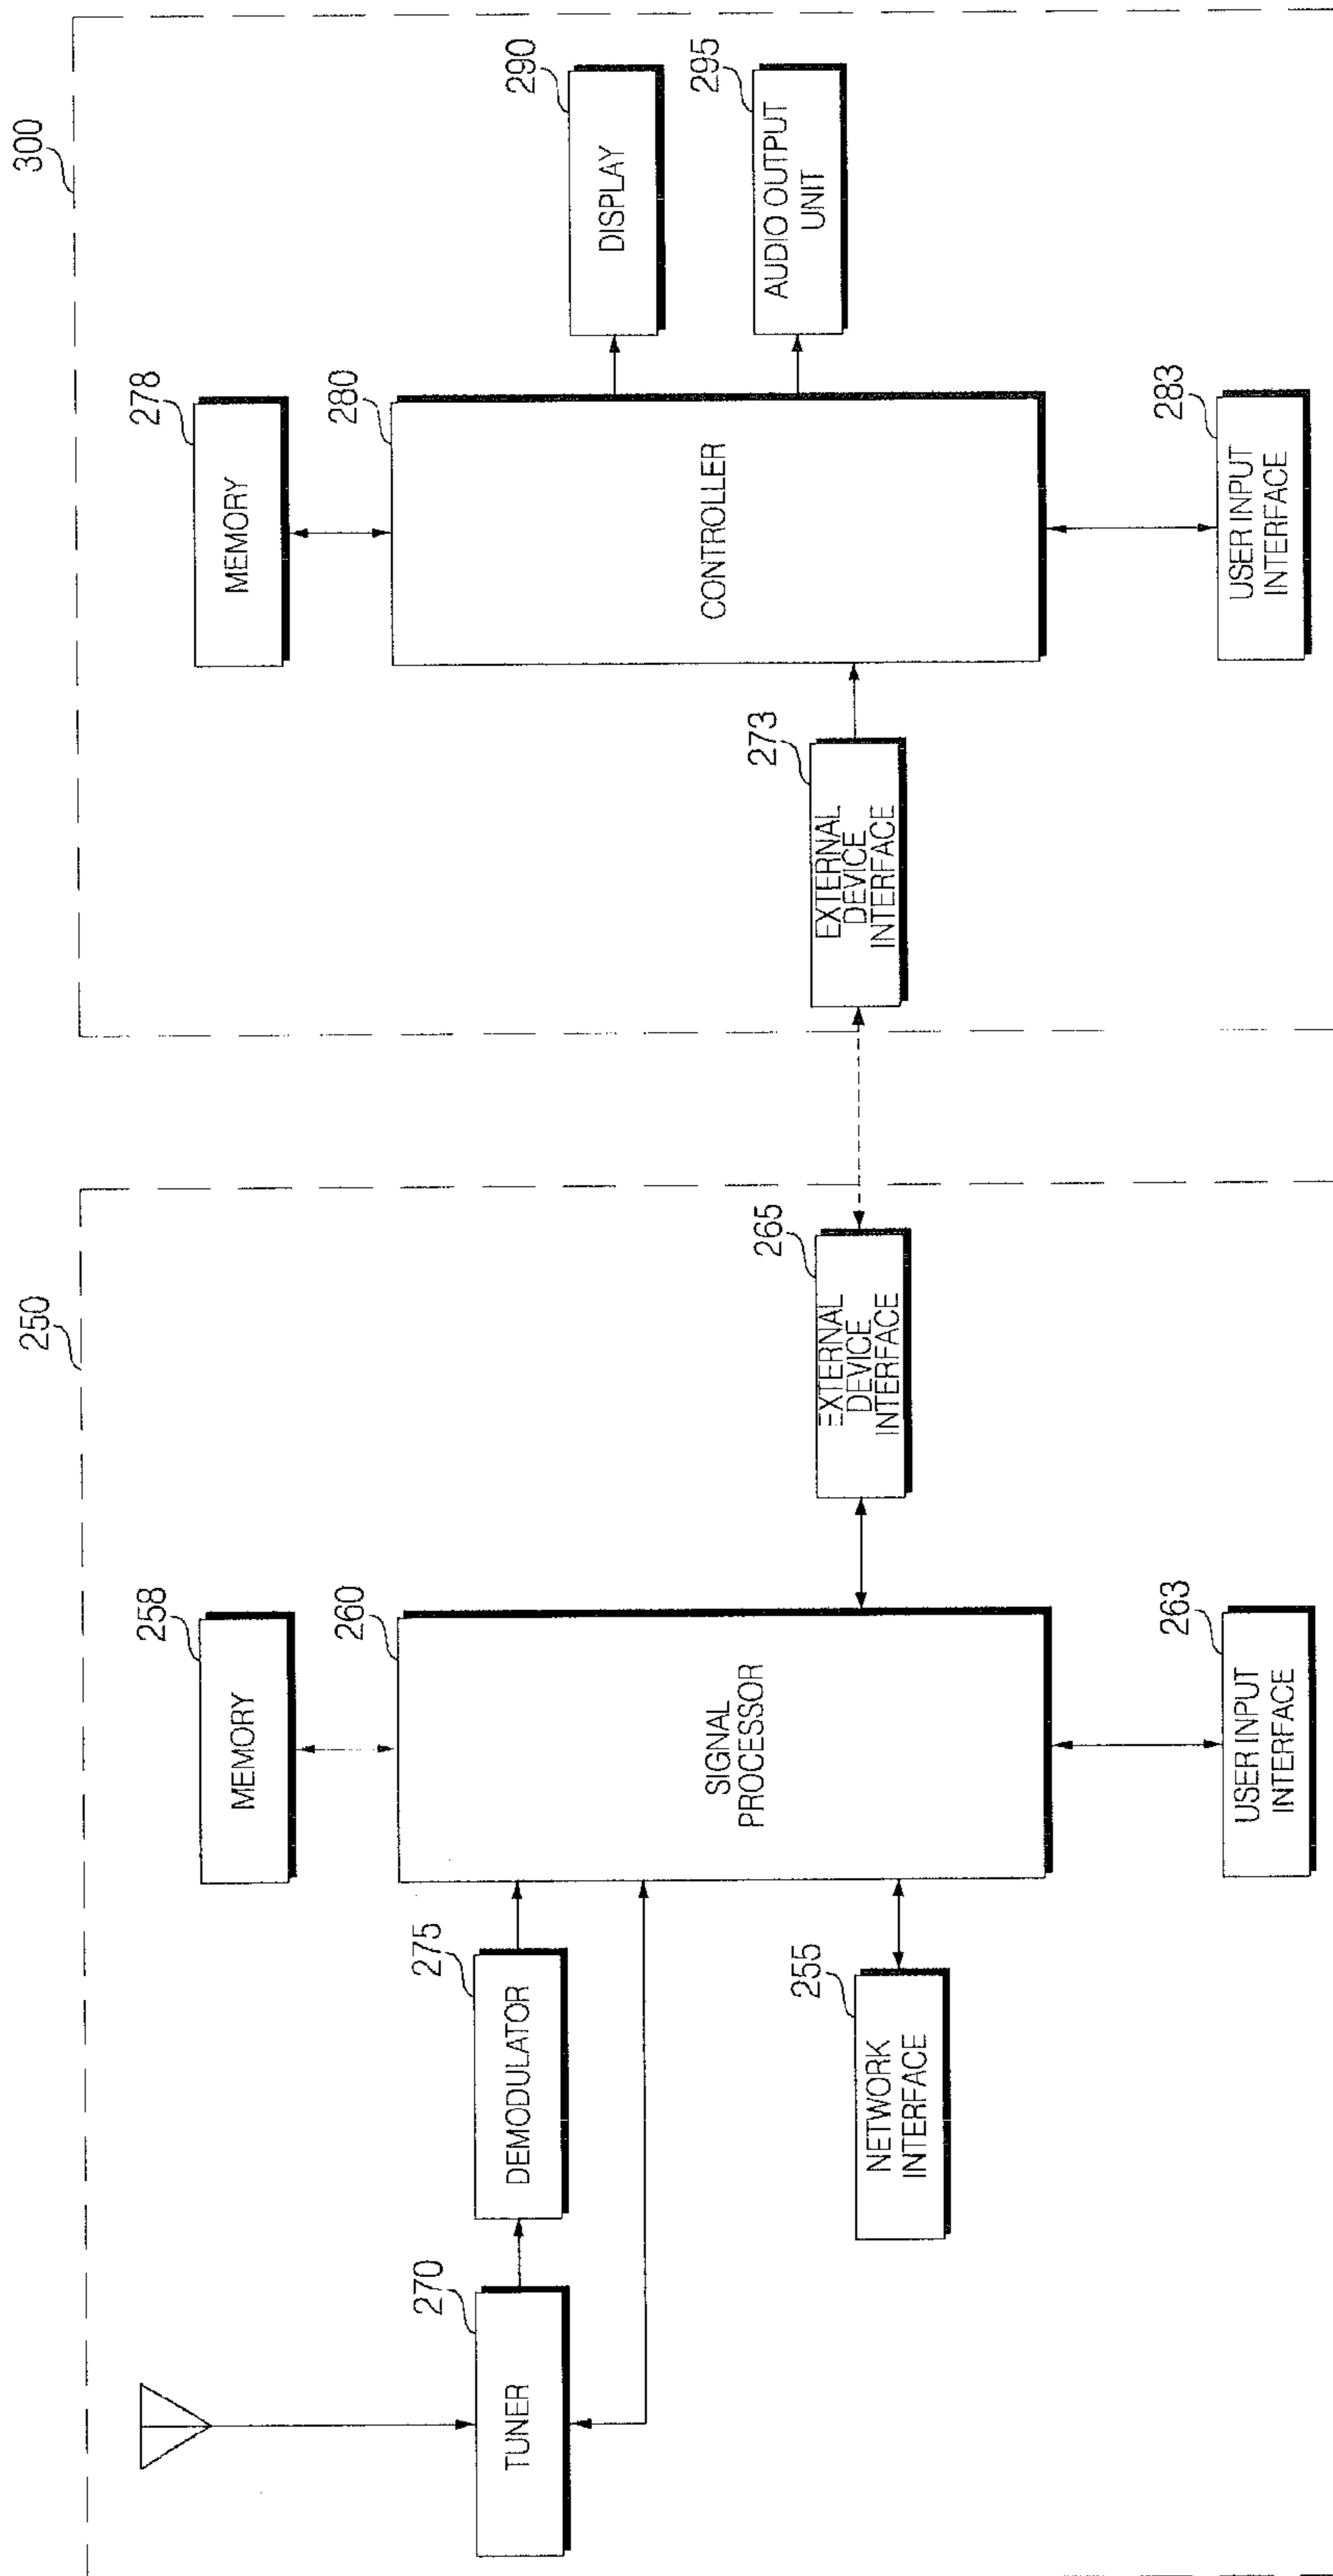 250
300
258
MEMORY
278
MEMORY
270
TUNER
275
DEMODULATOR
260
SIGNAL
PROCESSOR
265
EXTERNAL
DEVICE
INTERFACE
255
NETWORK
INTERFACE
263
USER INPUT
INTERFACE
273
EXTERNAL
DEVICE
INTERFACE
280
CONTROLLER
290
DISPLAY
295
AUDIO OUTPUT
UNIT
283
USER INPUT
INTERFACE